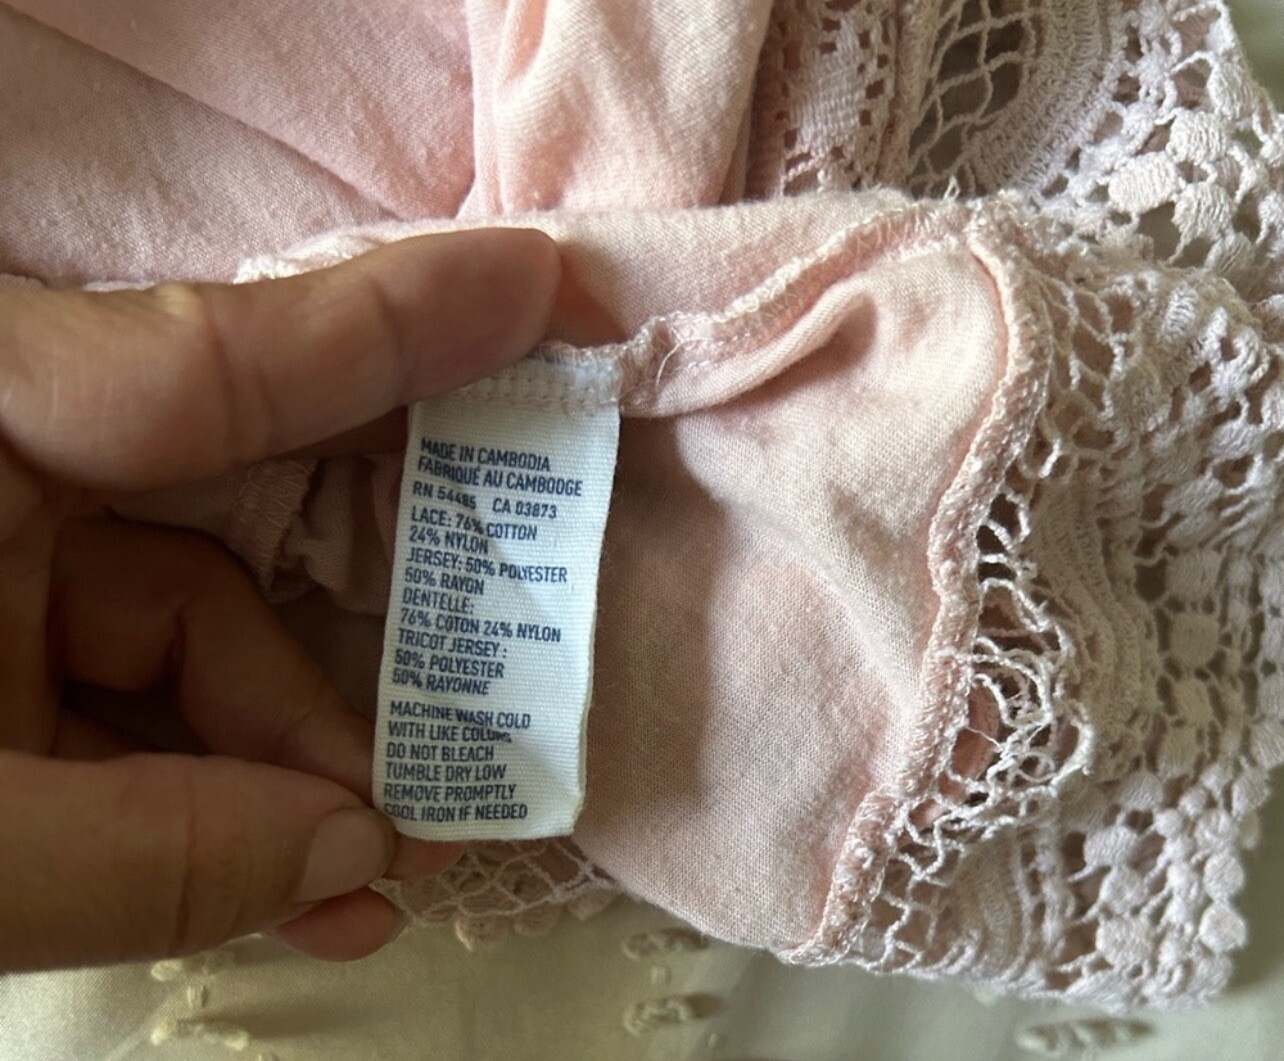 MADE IN CAMBODIA
FABRIQUÉ AU CAMBODGE
RN 54485 CA 03873
LACE: 76% COTTON
24% NYLON
JERSEY: 50% POLYESTER
50% RAYON
DENTELLE:
76% COTON 24% NYLON
TRICOT JERSEY :
50% POLYESTER
50% RAYONNE
MACHINE WASH COLD
WITH LIKE COLORS
DO NOT BLEACH
TUMBLE DRY LOW
REMOVE PROMPTLY
COOL IRON IF NEEDED